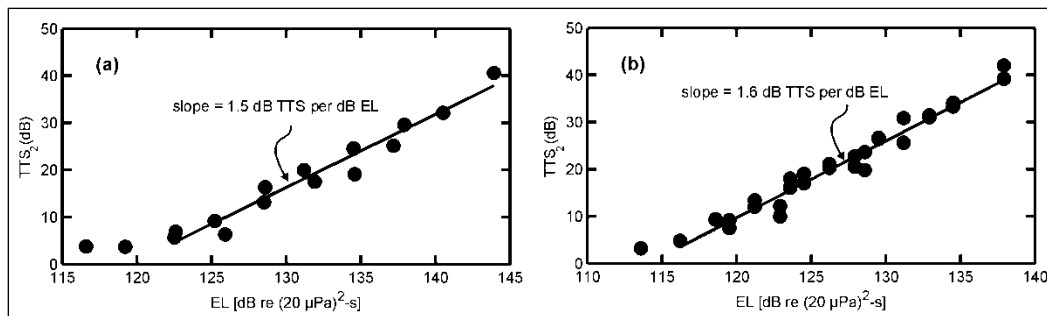 50
40
30
20
10
0
TTS₂(dB)
(a)
slope = 1.5 dB TTS per dB EL
115 120 125 130 135 140 145
EL [dB re (20 µPa)²-s]
50
40
30
20
10
0
TTS₂(dB)
(b)
slope = 1.6 dB TTS per dB EL
110 115 120 125 130 135 140
EL [dB re (20 µPa)²-s]